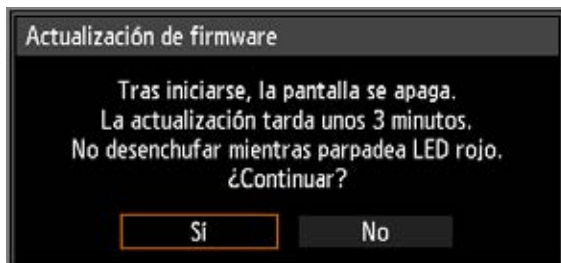 Actualización de firmware
Tras iniciarse, la pantalla se apaga.
La actualización tarda unos 3 minutos.
No desenchufar mientras parpadea LED rojo.
¿Continuar?
Sí
No